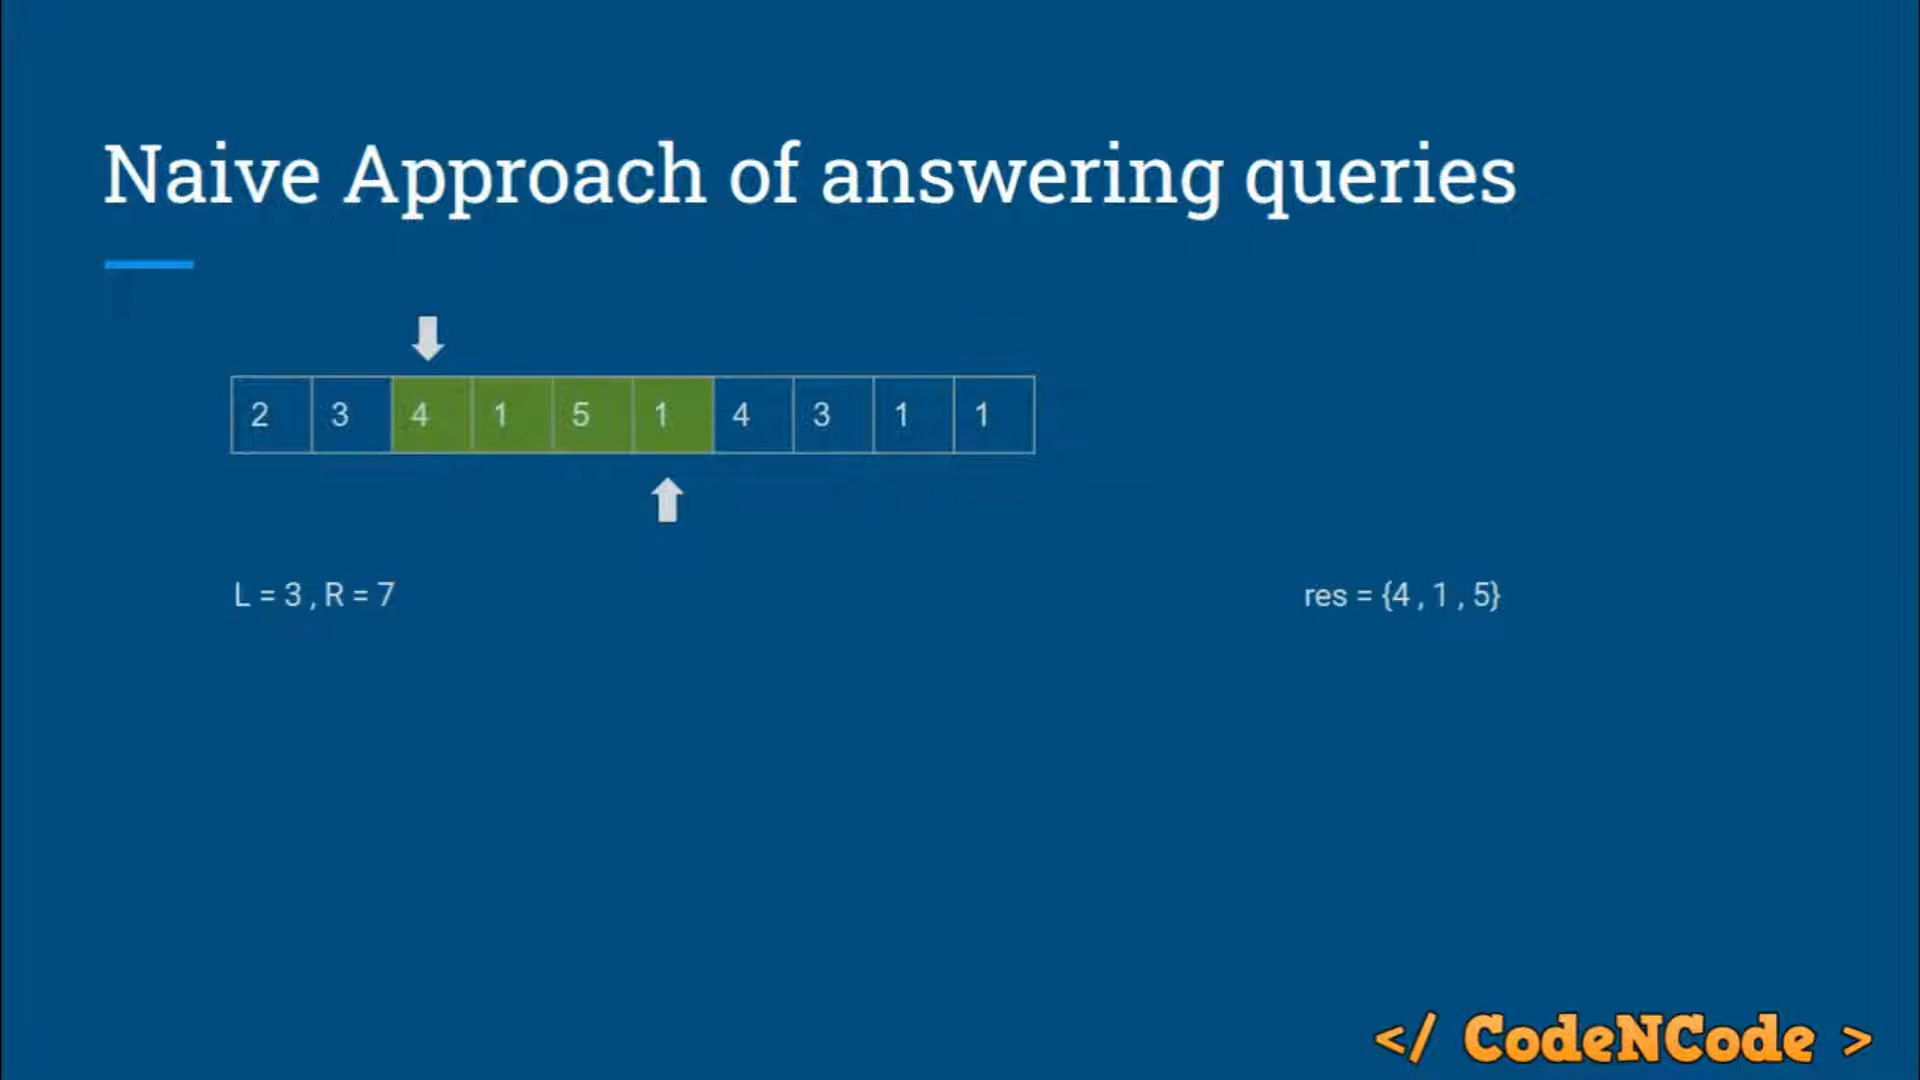 Naive Approach of answering queries
2 3 4 1 5 1 4 3 1 1
L = 3 , R = 7
res = {4 , 1 , 5}
</ CodeNCode >